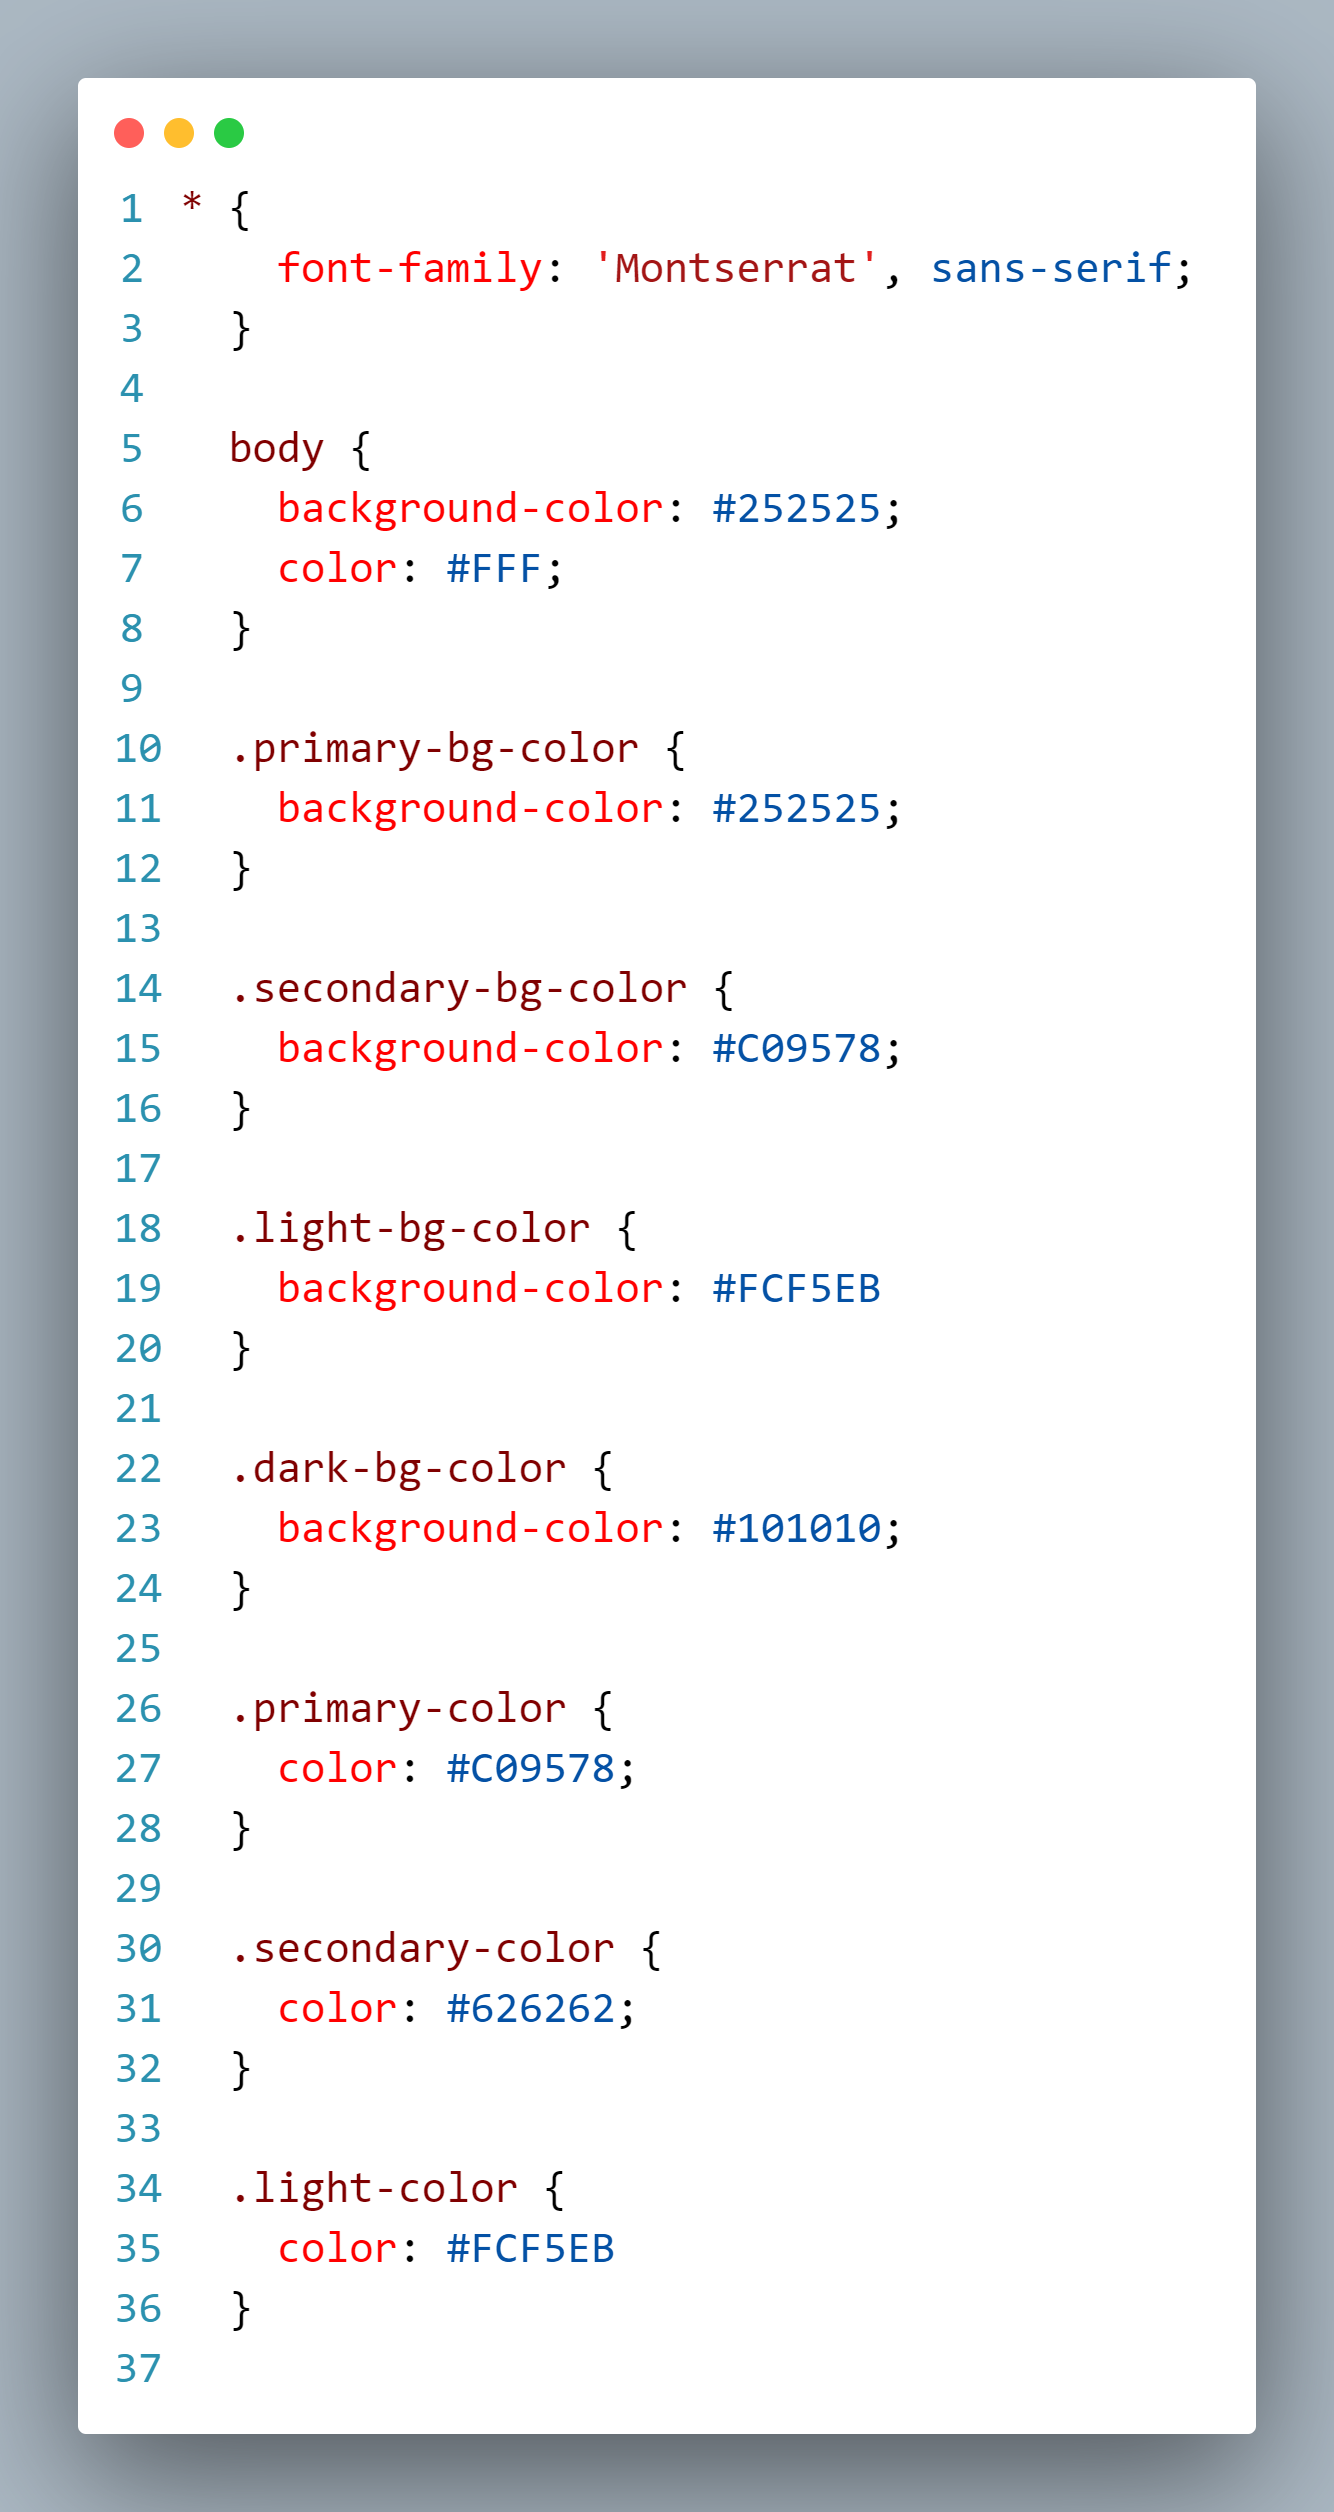 1 * {
2     font-family: 'Montserrat', sans-serif;
3   }
4
5   body {
6     background-color: #252525;
7     color: #FFF;
8   }
9
10   .primary-bg-color {
11     background-color: #252525;
12   }
13
14   .secondary-bg-color {
15     background-color: #C09578;
16   }
17
18   .light-bg-color {
19     background-color: #FCF5EB
20   }
21
22   .dark-bg-color {
23     background-color: #101010;
24   }
25
26   .primary-color {
27     color: #C09578;
28   }
29
30   .secondary-color {
31     color: #626262;
32   }
33
34   .light-color {
35     color: #FCF5EB
36   }
37